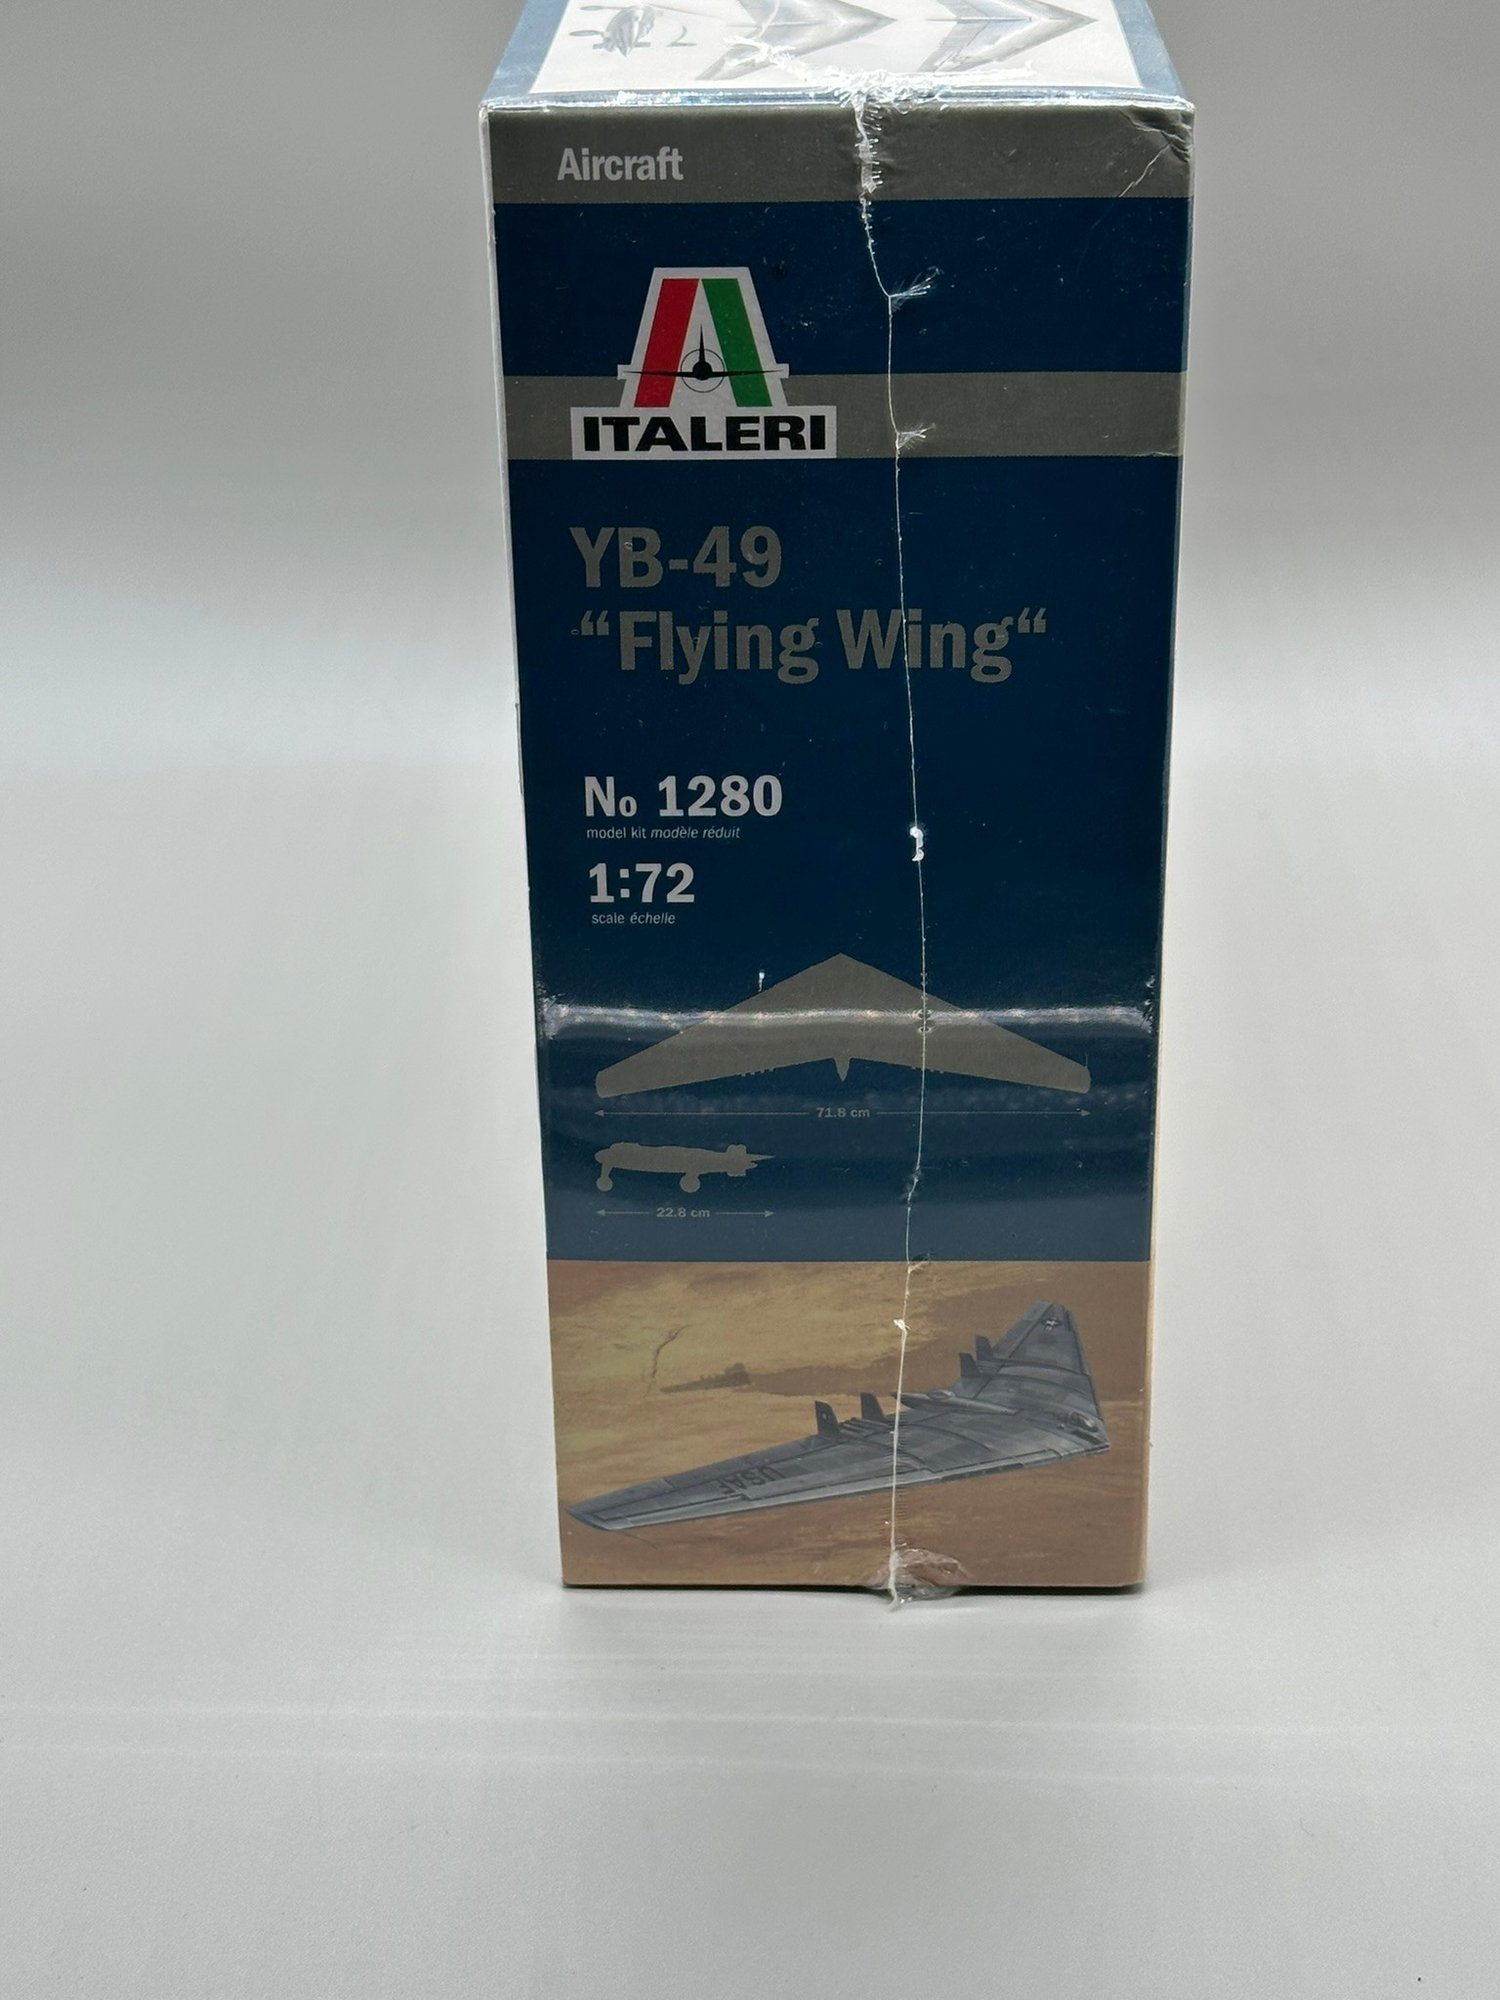 Aircraft
ITALERI
YB-49
“Flying Wing“
No 1280
model kit modèle réduit
1:72
scale échelle
71.8 cm
22.8 cm
USAF